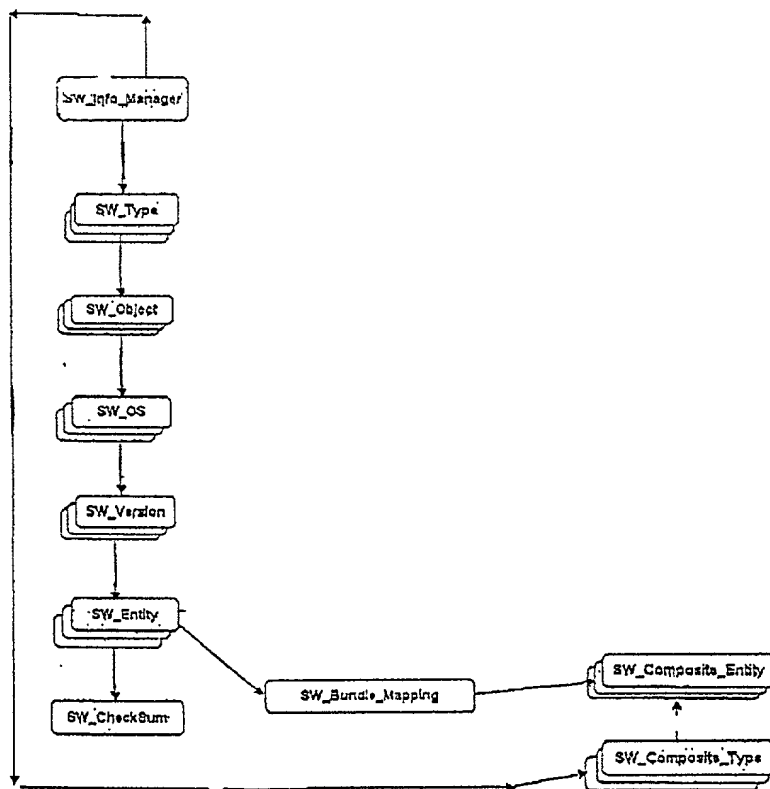 SW_Info_Manager
SW_Type
SW_Object
SW_OS
SW_Version
SW_Entity
SW_Composite_Entity
SW_Bundle_Mapping
SW_CheckSum
SW_Composite_Type